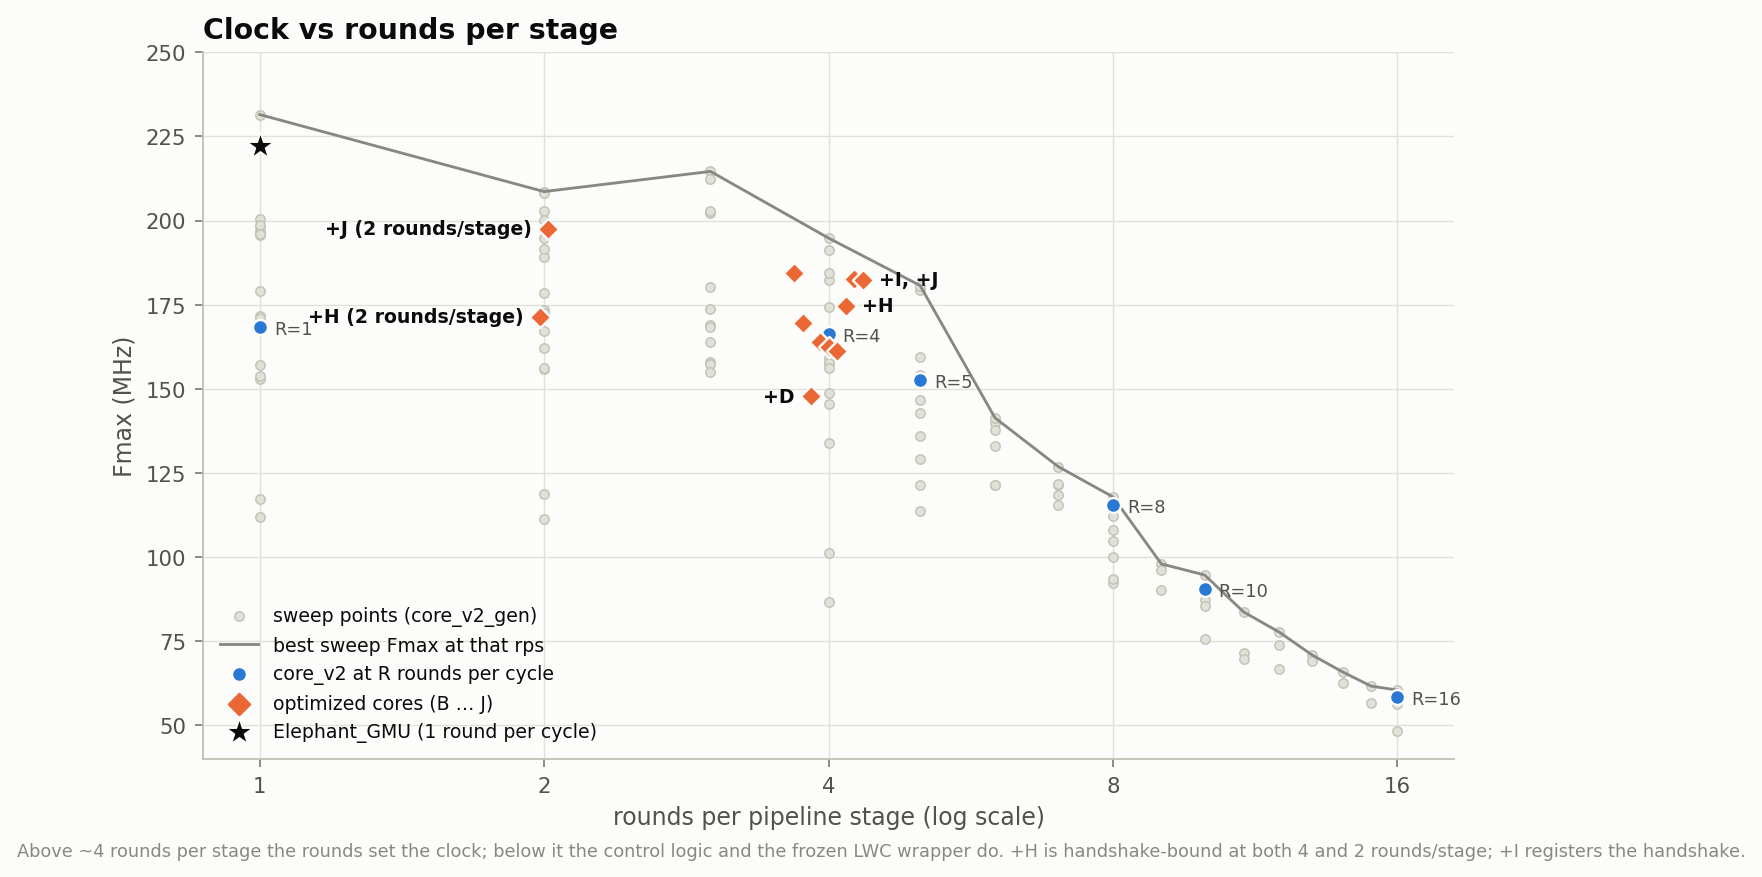 Clock vs rounds per stage
250
225
200
175
150
125
100
75
50
Fmax (MHz)
+J (2 rounds/stage)
+H (2 rounds/stage)
R=1
+I, +J
+H
R=4
+D
R=5
R=8
R=10
R=16
sweep points (core_v2_gen)
best sweep Fmax at that rps
core_v2 at R rounds per cycle
optimized cores (B ... J)
Elephant_GMU (1 round per cycle)
1
2
4
8
16
rounds per pipeline stage (log scale)
Above ~4 rounds per stage the rounds set the clock; below it the control logic and the frozen LWC wrapper do. +H is handshake-bound at both 4 and 2 rounds/stage; +I registers the handshake.